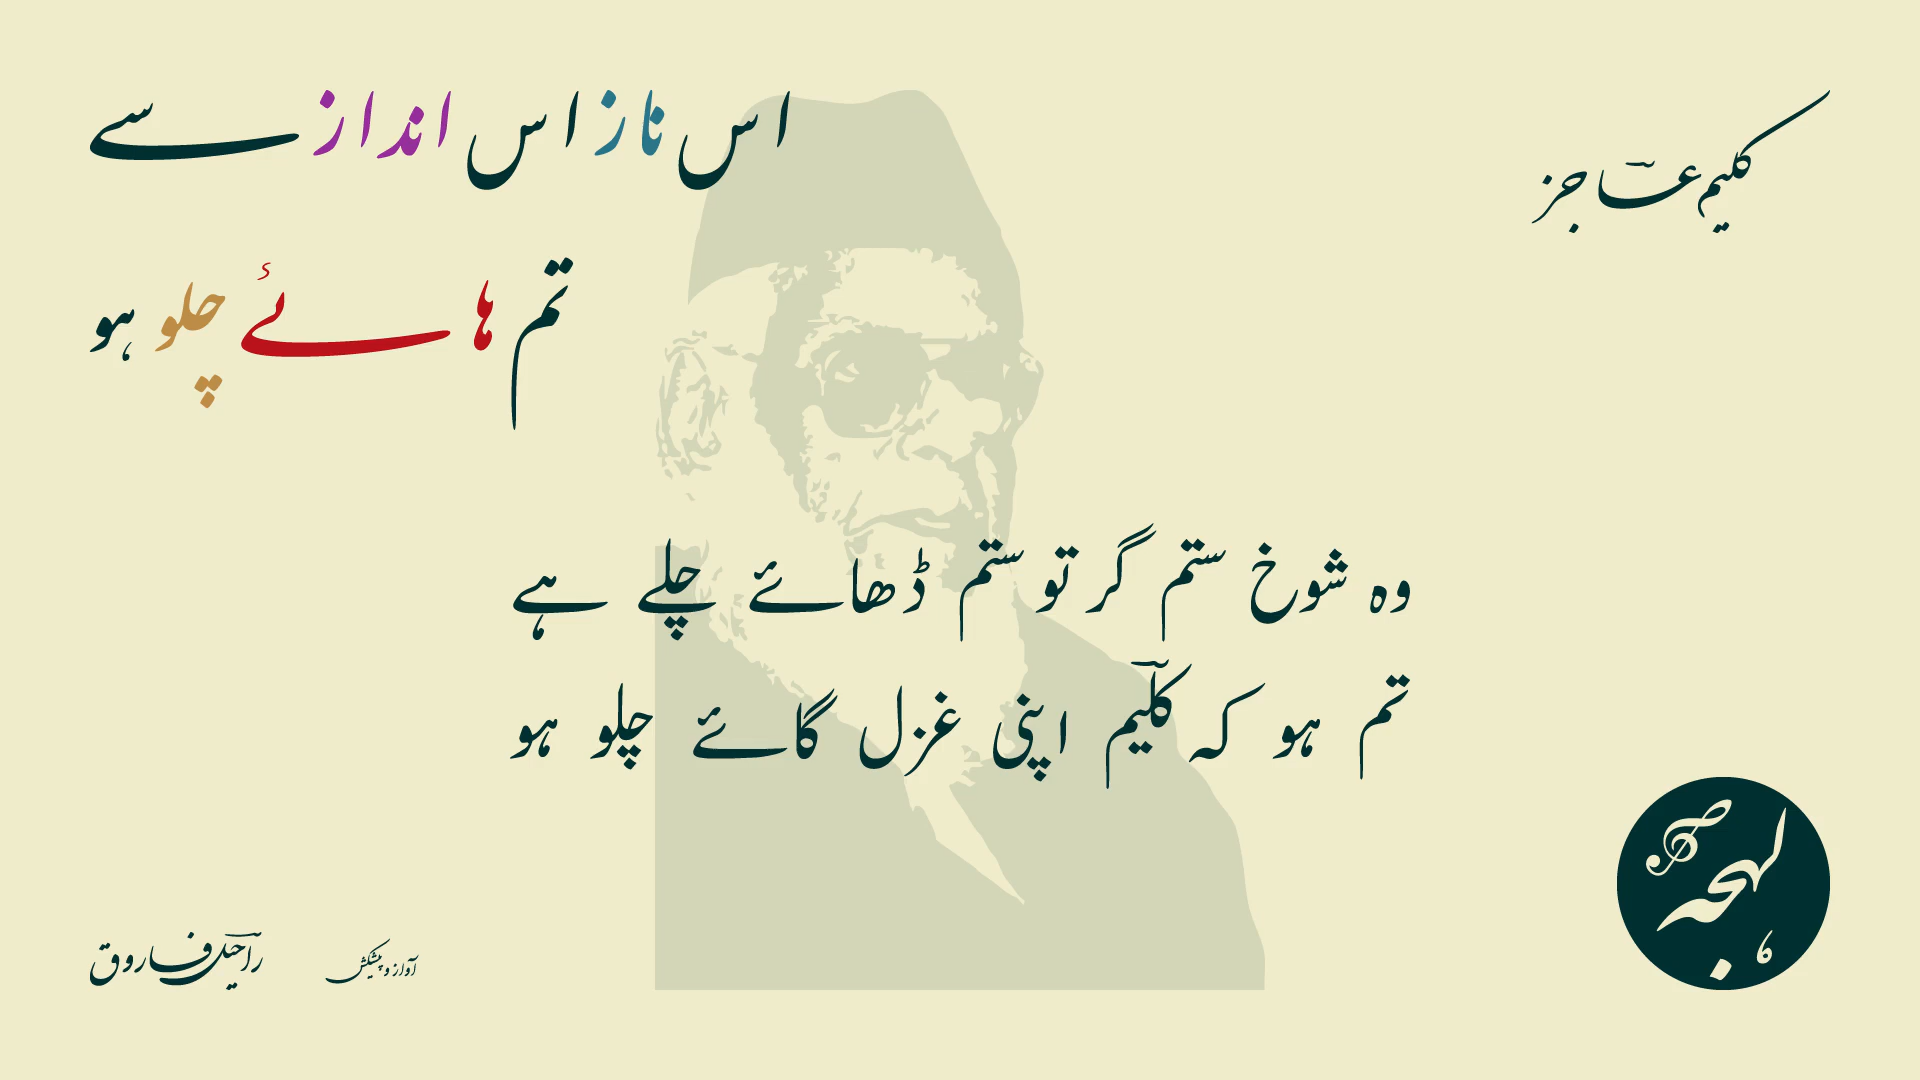 کلیم عاجز
اس ناز اس انداز سے
تم ہائے چلو ہو
وہ شوخ ستم گر تو ستم ڈھائے چلے ہے
تم ہو کہ کلیمؔ اپنی غزل گائے چلو ہو
لہجہ
آواز و پیشکش
راحیلؔ فاروق